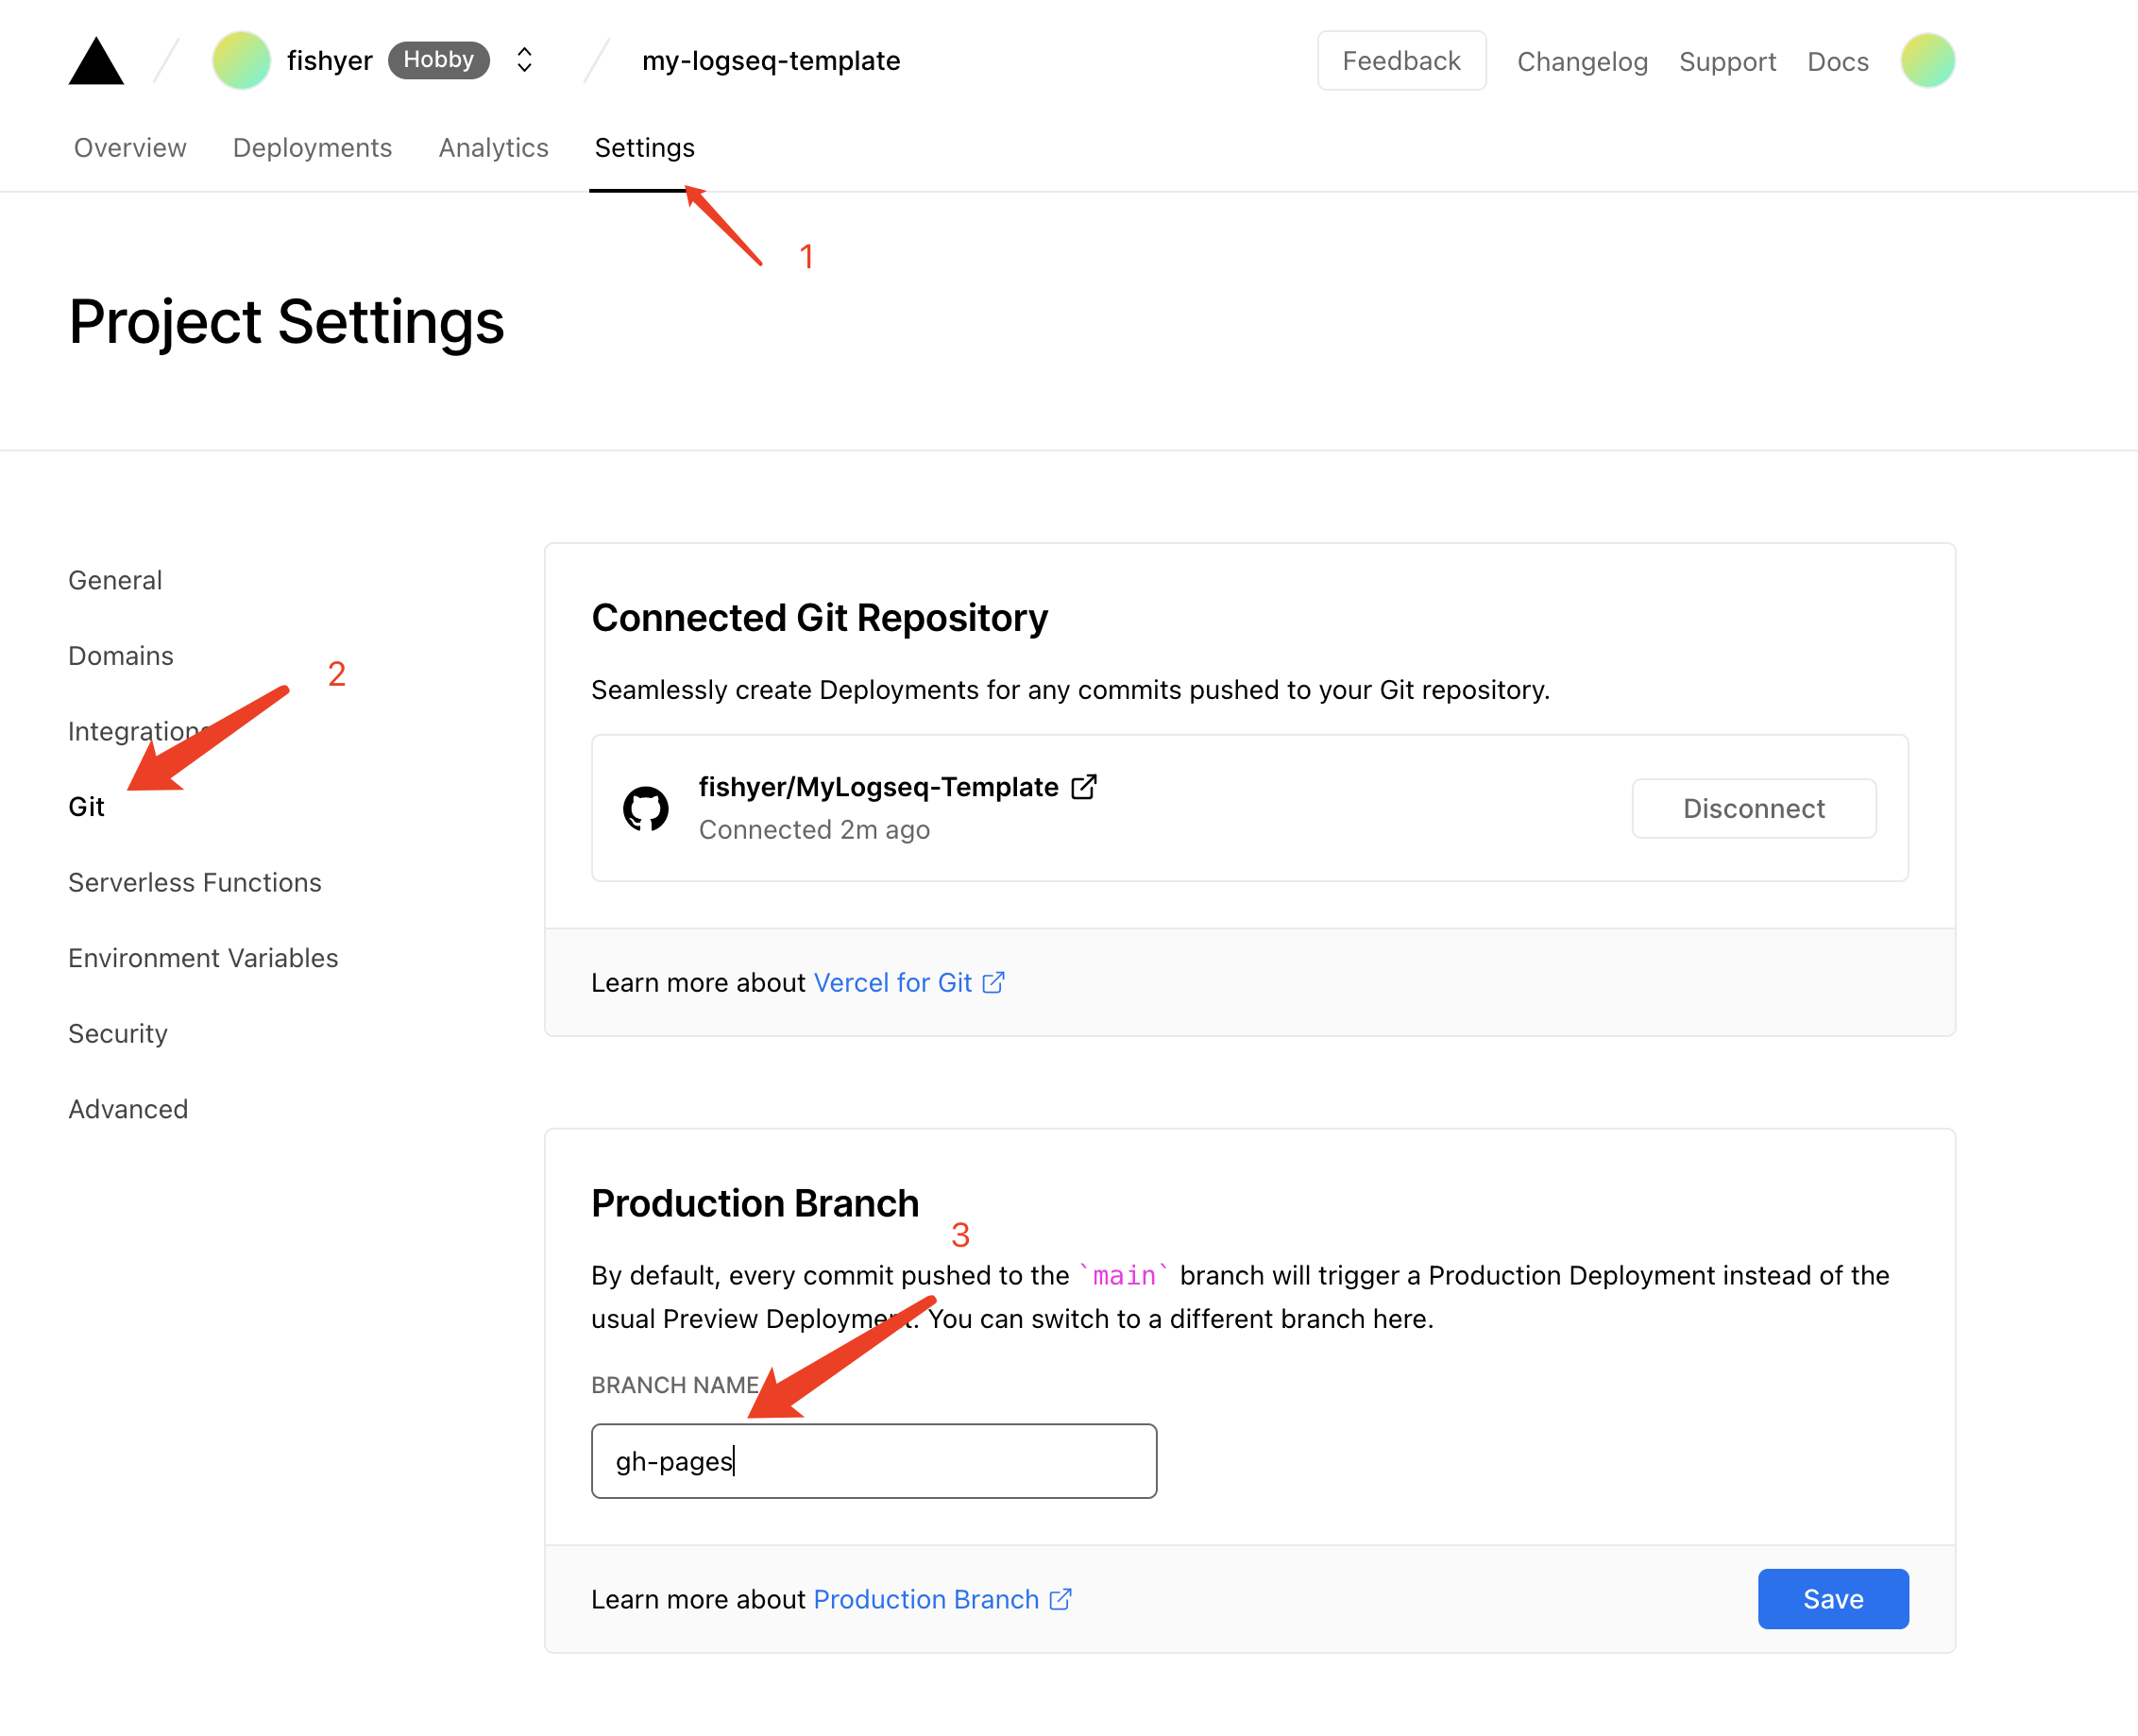 fishyer Hobby my-logseq-template Feedback Changelog Support Docs
Overview Deployments Analytics Settings
1
Project Settings
General
Domains
2
Integrations
Git
Serverless Functions
Environment Variables
Security
Advanced
Connected Git Repository
Seamlessly create Deployments for any commits pushed to your Git repository.
fishyer/MyLogseq-Template
Connected 2m ago
Disconnect
Learn more about Vercel for Git
Production Branch
3
By default, every commit pushed to the `main` branch will trigger a Production Deployment instead of the
usual Preview Deployment. You can switch to a different branch here.
BRANCH NAME
gh-pages
Learn more about Production Branch
Save